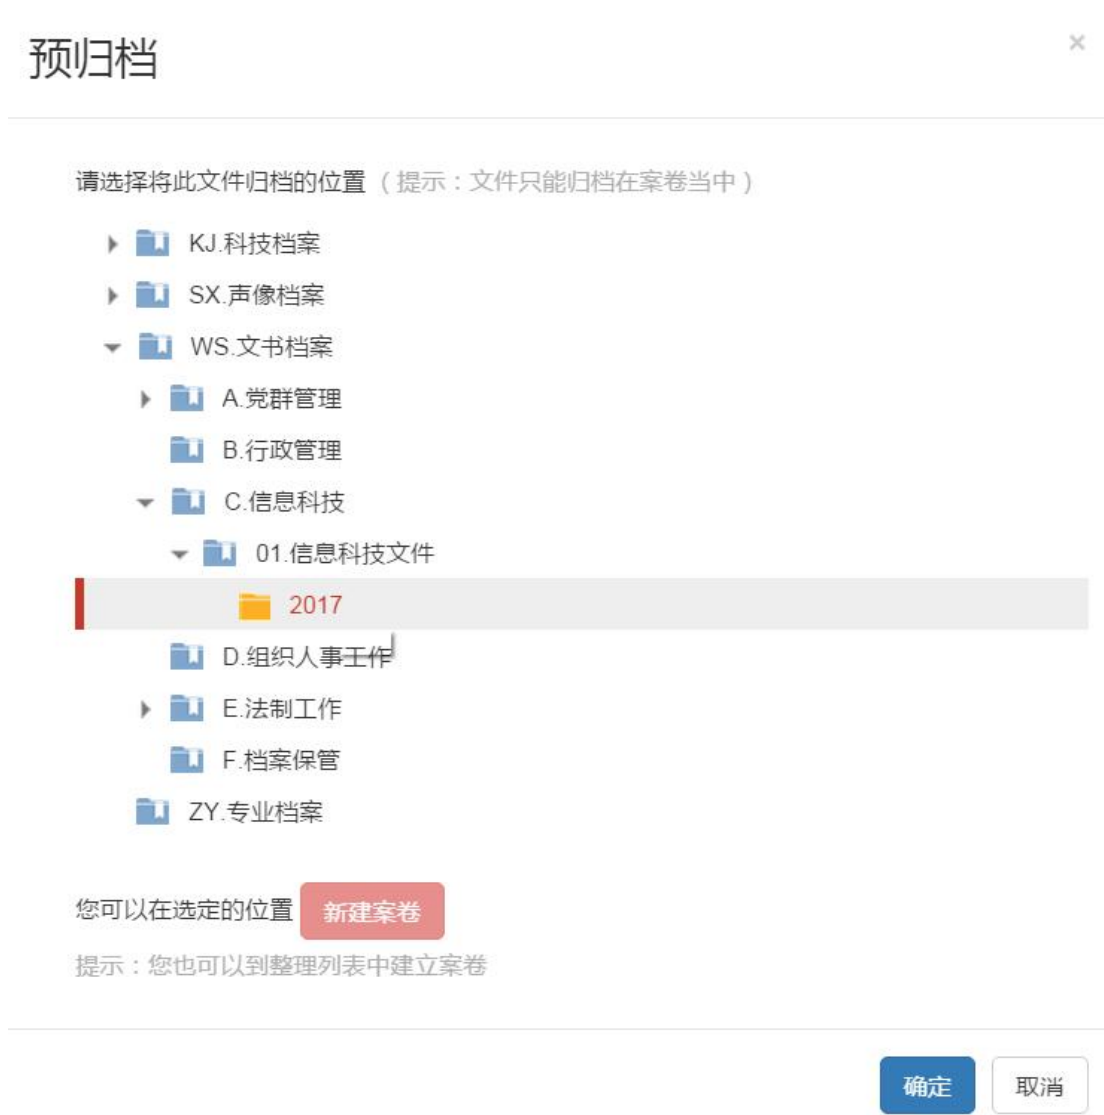 预归档
×
请选择将此文件归档的位置（提示：文件只能归档在案卷当中）
KJ.科技档案
SX.声像档案
WS.文书档案
A.党群管理
B.行政管理
C.信息科技
01.信息科技文件
2017
D.组织人事工作
E.法制工作
F.档案保管
ZY.专业档案
您可以在选定的位置 新建案卷
提示：您也可以到整理列表中建立案卷
确定 取消